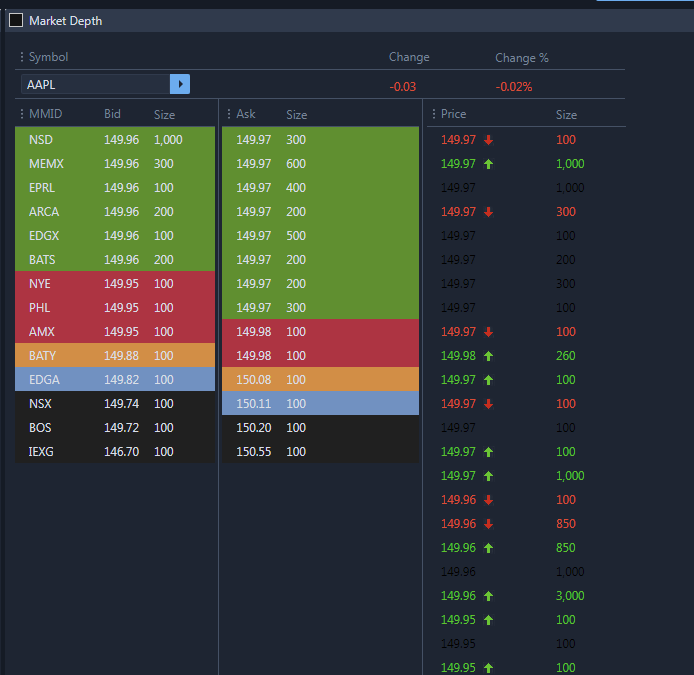 Market Depth
Symbol Change Change %
AAPL -0.03 -0.02%
MMID Bid Size Ask Size Price Size
NSD 149.96 1,000 149.97 300 149.97 100
MEMX 149.96 300 149.97 600 149.97 1,000
EPRL 149.96 100 149.97 400 149.97 1,000
ARCA 149.96 200 149.97 200 149.97 300
EDGX 149.96 100 149.97 500 149.97 100
BATS 149.96 200 149.97 200 149.97 200
NYE 149.95 100 149.97 200 149.97 300
PHL 149.95 100 149.97 300 149.97 100
AMX 149.95 100 149.98 100 149.97 100
BATY 149.88 100 149.98 100 149.98 260
EDGA 149.82 100 150.08 100 149.97 100
NSX 149.74 100 150.11 100 149.97 100
BOS 149.72 100 150.20 100 149.97 100
IEXG 146.70 100 150.55 100 149.97 100
149.97 1,000
149.96 100
149.96 850
149.96 850
149.96 1,000
149.96 3,000
149.95 100
149.95 100
149.95 100